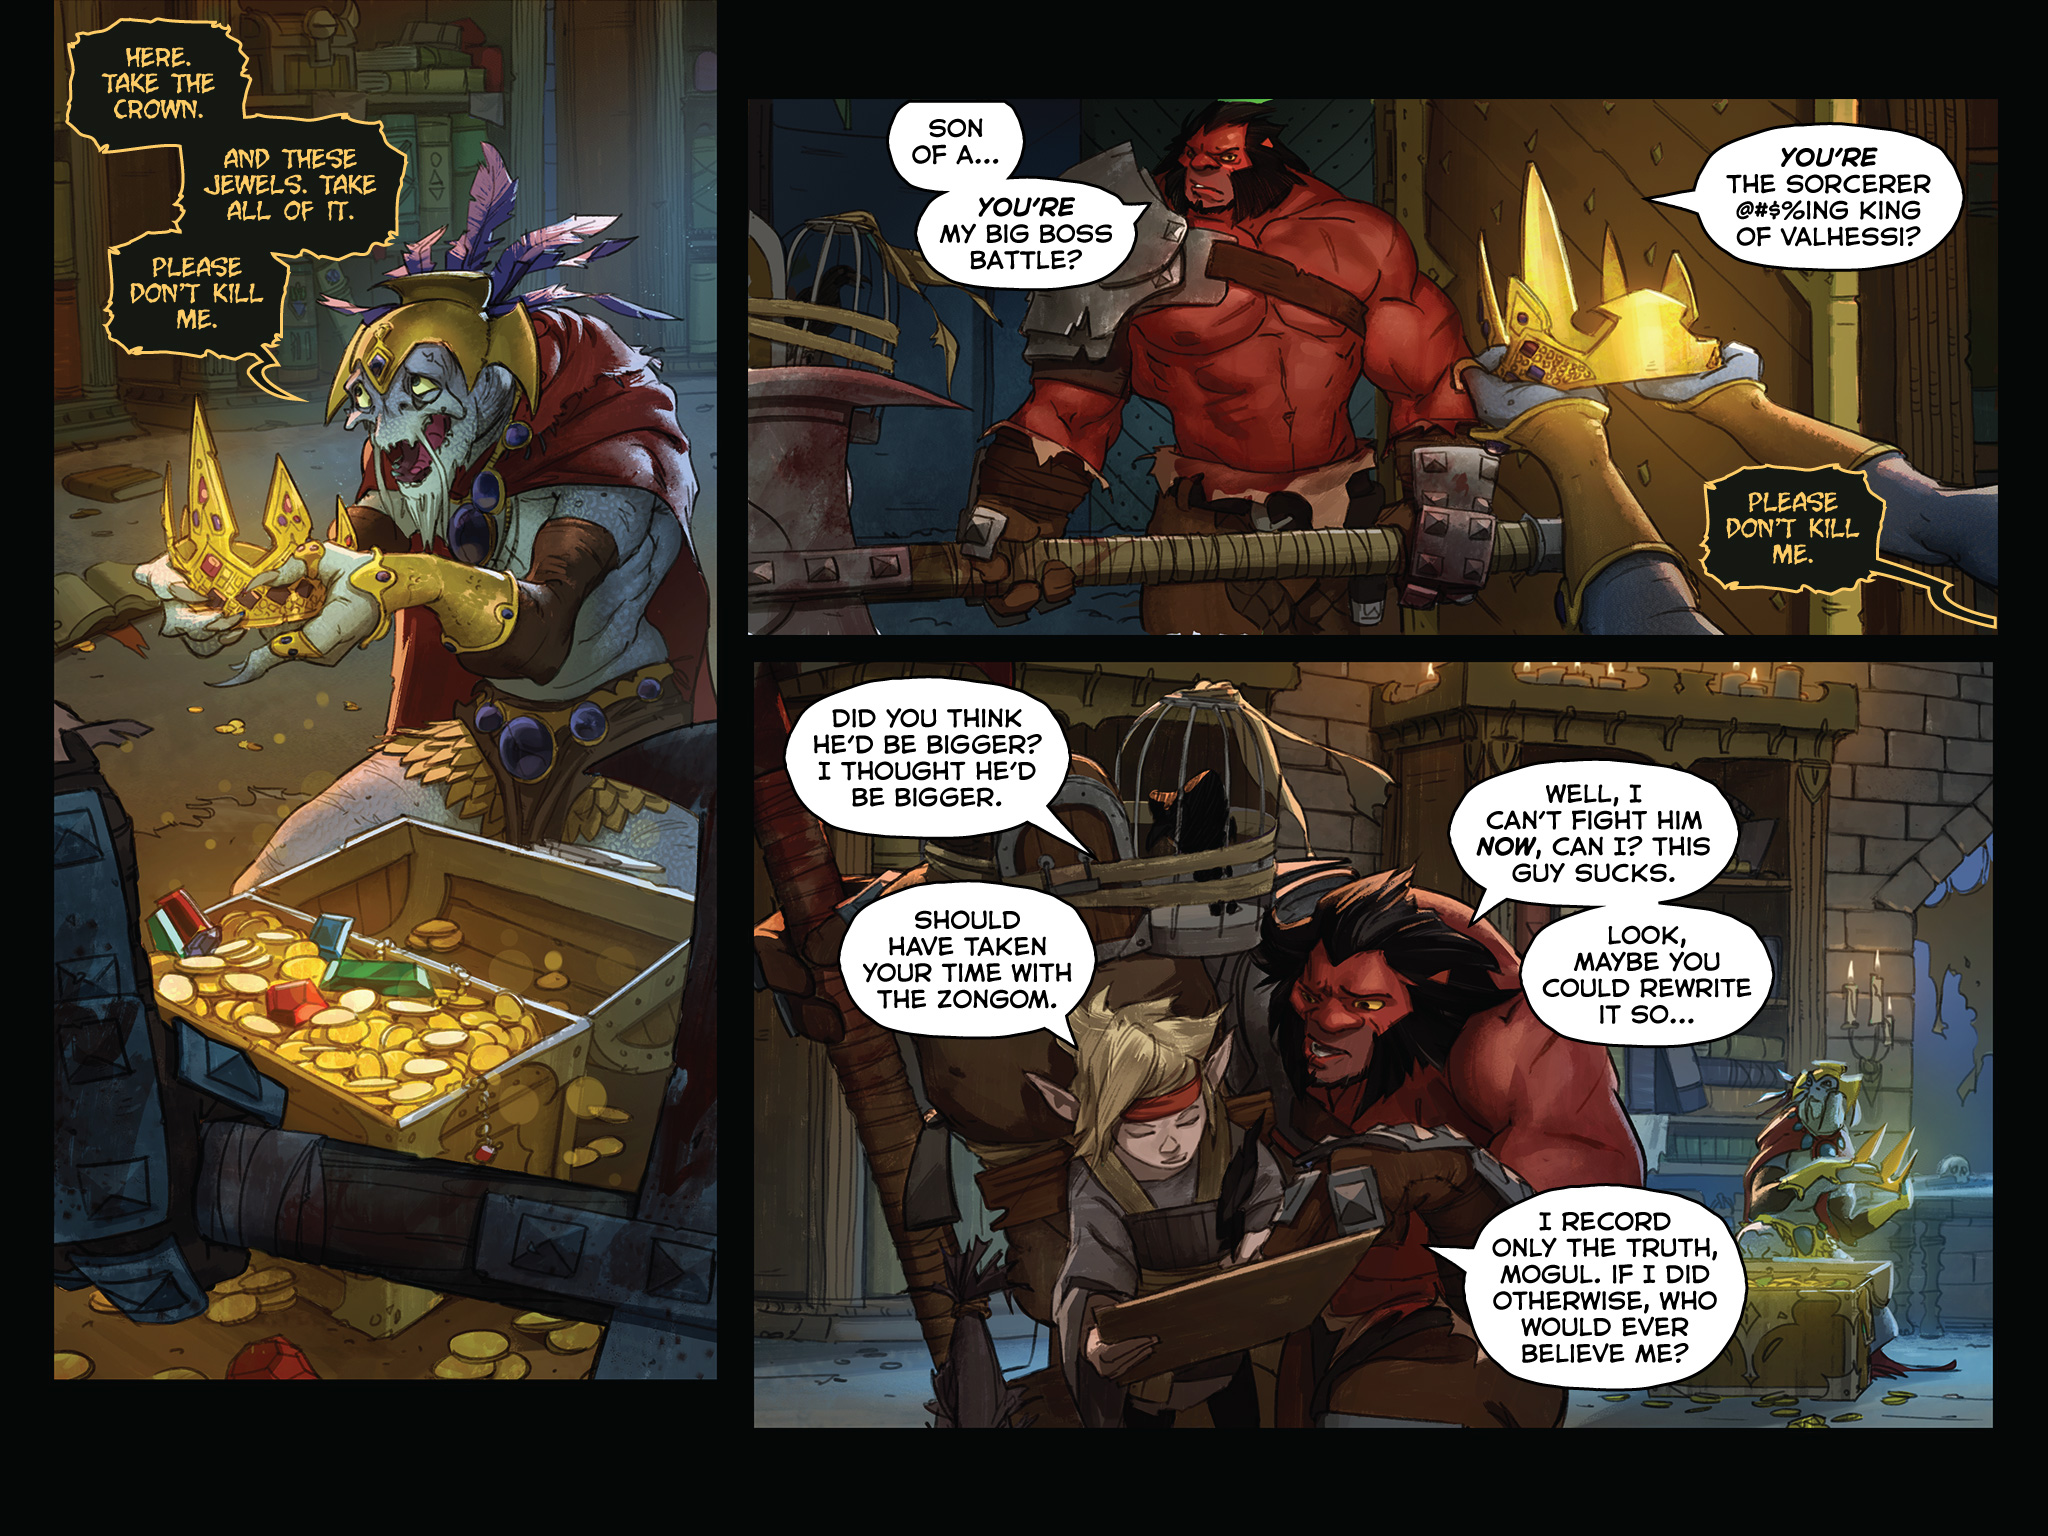 HERE.
TAKE THE
CROWN.
AND THESE
JEWELS. TAKE
ALL OF IT.
PLEASE
DON'T KILL
ME.
SON
OF A...
YOU'RE
MY BIG BOSS
BATTLE?
YOU'RE
THE SORCERER
@#$%ING KING
OF VALHESSI?
PLEASE
DON'T KILL
ME.
DID YOU THINK
HE'D BE BIGGER?
I THOUGHT HE'D
BE BIGGER.
SHOULD
HAVE TAKEN
YOUR TIME WITH
THE ZONGOM.
WELL, I
CAN'T FIGHT HIM
NOW, CAN I? THIS
GUY SUCKS.
LOOK,
MAYBE YOU
COULD REWRITE
IT SO...
I RECORD
ONLY THE TRUTH,
MOGUL. IF I DID
OTHERWISE, WHO
WOULD EVER
BELIEVE ME?